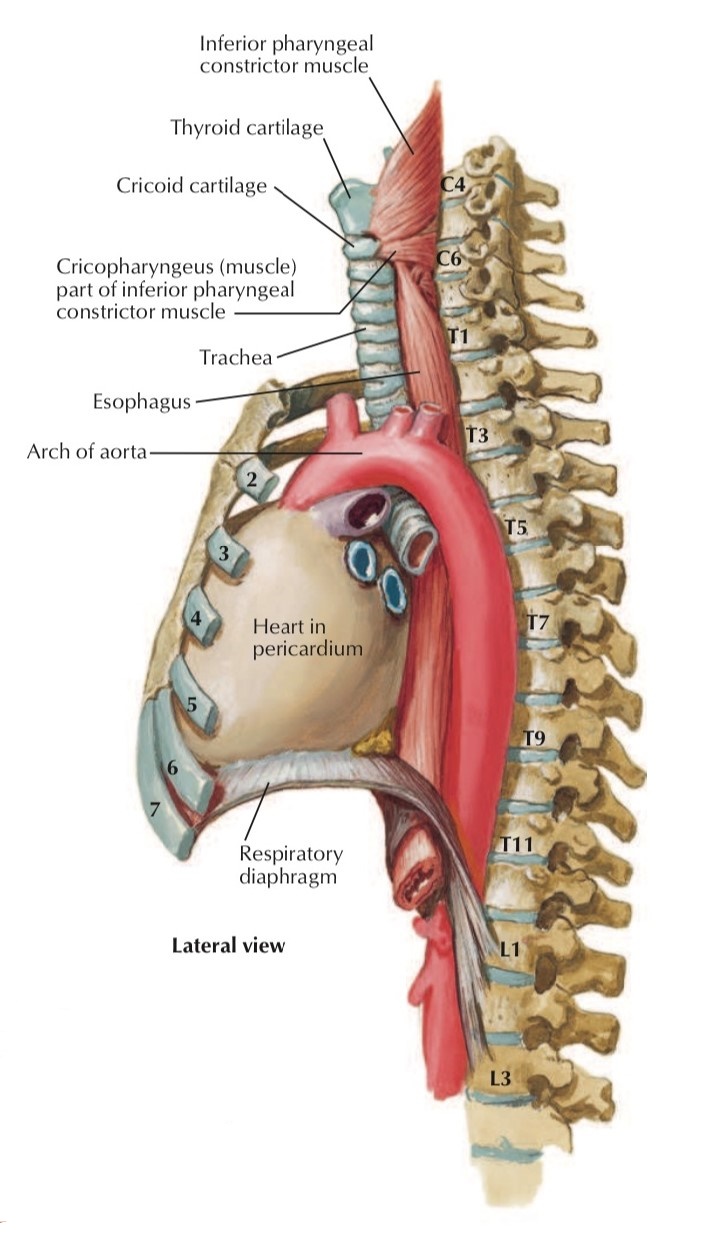 Inferior pharyngeal
constrictor muscle
Thyroid cartilage
Cricoid cartilage
C4
C6
Cricopharyngeus (muscle)
part of inferior pharyngeal
constrictor muscle
T1
Trachea
Esophagus
T3
Arch of aorta
2
T5
3
4
Heart in
pericardium
T7
5
T9
6
7
T11
Respiratory
diaphragm
Lateral view
L1
L3